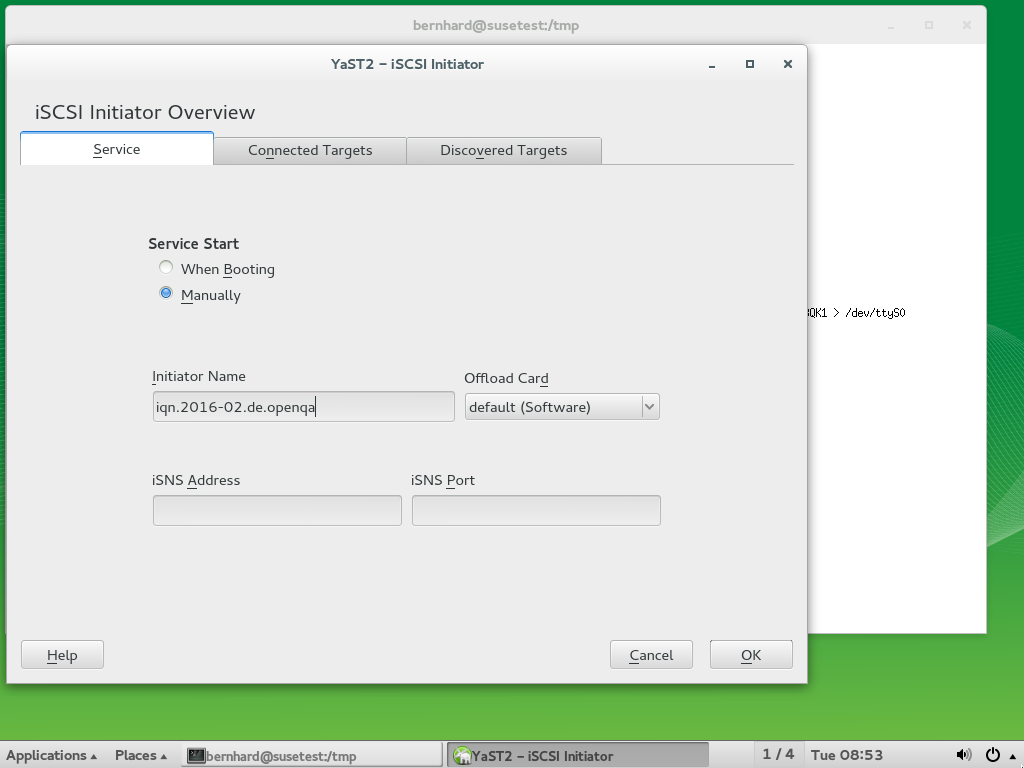 bernhard@susetest:/tmp
YaST2 - iSCSI Initiator
iSCSI Initiator Overview
Service
Connected Targets
Discovered Targets
Service Start
When Booting
Manually
> /dev/ttyS0
Initiator Name
Offload Card
iqn.2016-02.de.openqa
default (Software)
iSNS Address
iSNS Port
Help
Cancel
OK
Applications
Places
bernhard@susetest:/tmp
YaST2 - iSCSI Initiator
1 / 4
Tue 08:53